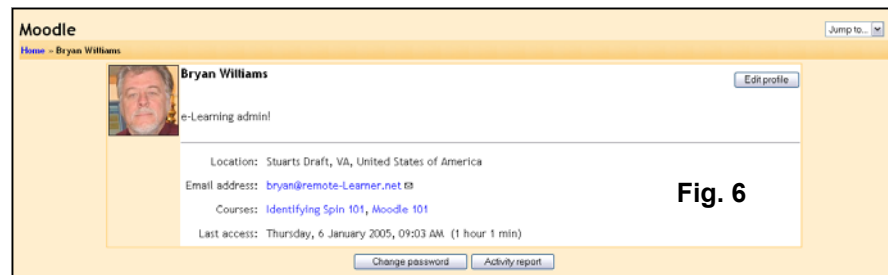 Moodle
Jump to...
Home » Bryan Williams
Bryan Williams
Edit profile
e-Learning admin!
Location: Stuarts Draft, VA, United States of America
Email address: bryan@remote-Learner.net
Courses: Identifying Spin 101, Moodle 101
Last access: Thursday, 6 January 2005, 09:03 AM (1 hour 1 min)
Fig. 6
Change password
Activity report